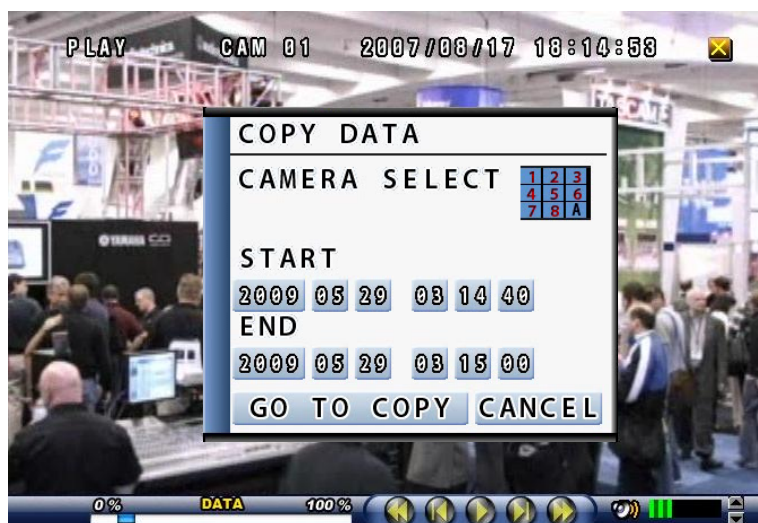 PLAY CAM 01 2007/08/17 18:14:53
COPY DATA
CAMERA SELECT
1 2 3
4 5 6
7 8 A
YAMAHA
START
2009 05 29 03 14 40
END
2009 05 29 03 15 00
GO TO COPY CANCEL
0% DATA 100%